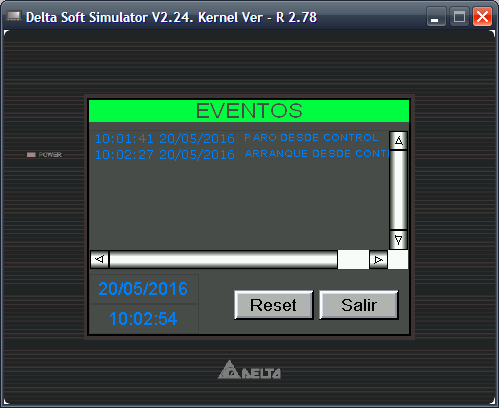 Delta Soft Simulator V2.24. Kernel Ver - R 2.78
EVENTOS
10:01:41 20/05/2016 PARO DESDE CONTROL
10:02:27 20/05/2016 ARRANQUE DESDE CONT
POWER
20/05/2016
10:02:54
Reset
Salir
DELTA